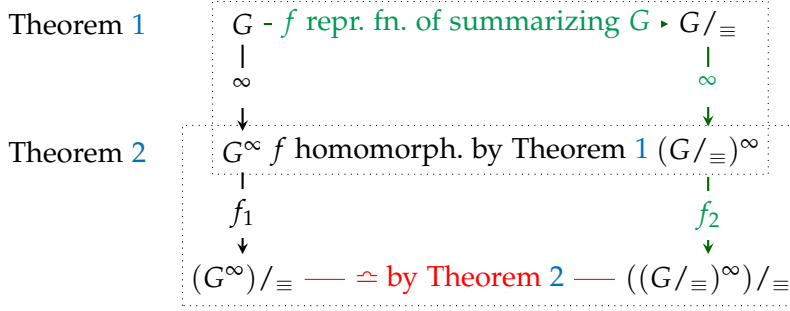 Theorem 1 G f repr. fn. of summarizing G G/≡
∞ ∞
Theorem 2 G∞ f homomorph. by Theorem 1 (G/≡)∞
f1 f2
(G∞)/≡ ≏ by Theorem 2 ((G/≡)∞)/≡